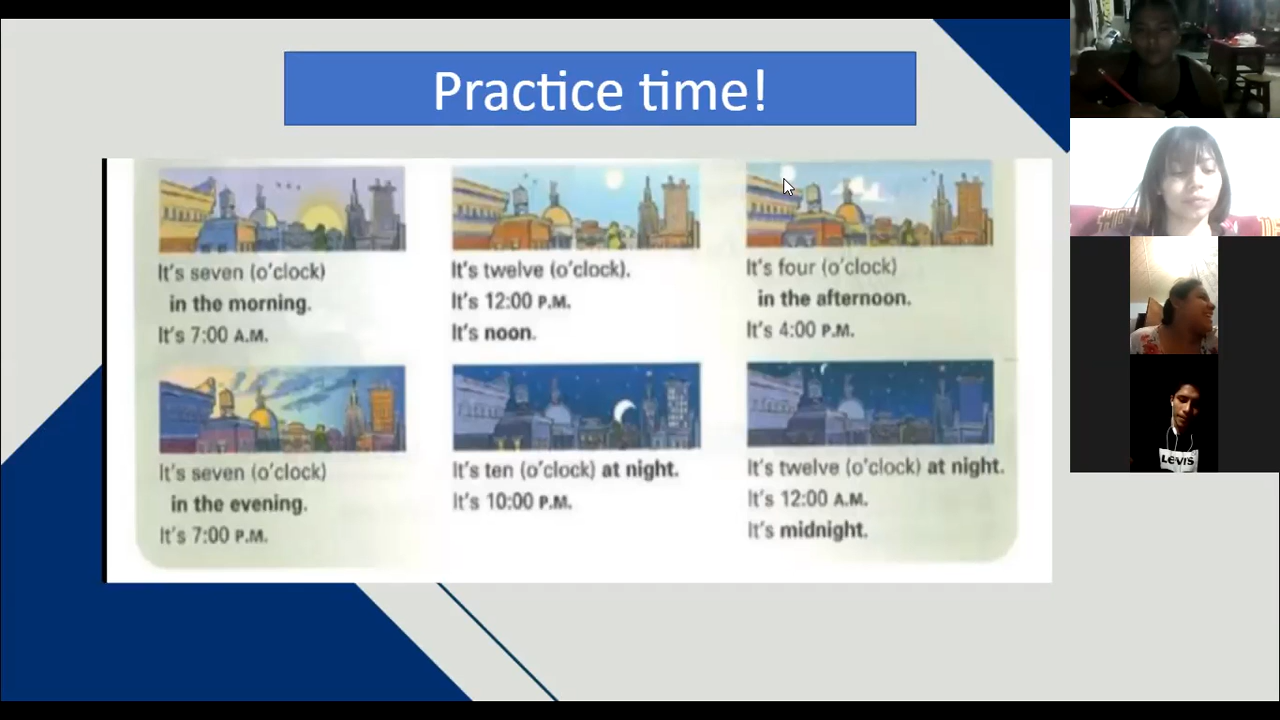 Practice time!
It's seven (o'clock)
in the morning.
It's 7:00 A.M.
It's twelve (o'clock).
It's 12:00 P.M.
It's noon.
It's four (o'clock)
in the afternoon.
It's 4:00 P.M.
It's seven (o'clock)
in the evening.
It's 7:00 P.M.
It's ten (o'clock) at night.
It's 10:00 P.M.
It's twelve (o'clock) at night.
It's 12:00 A.M.
It's midnight.
LEVIS